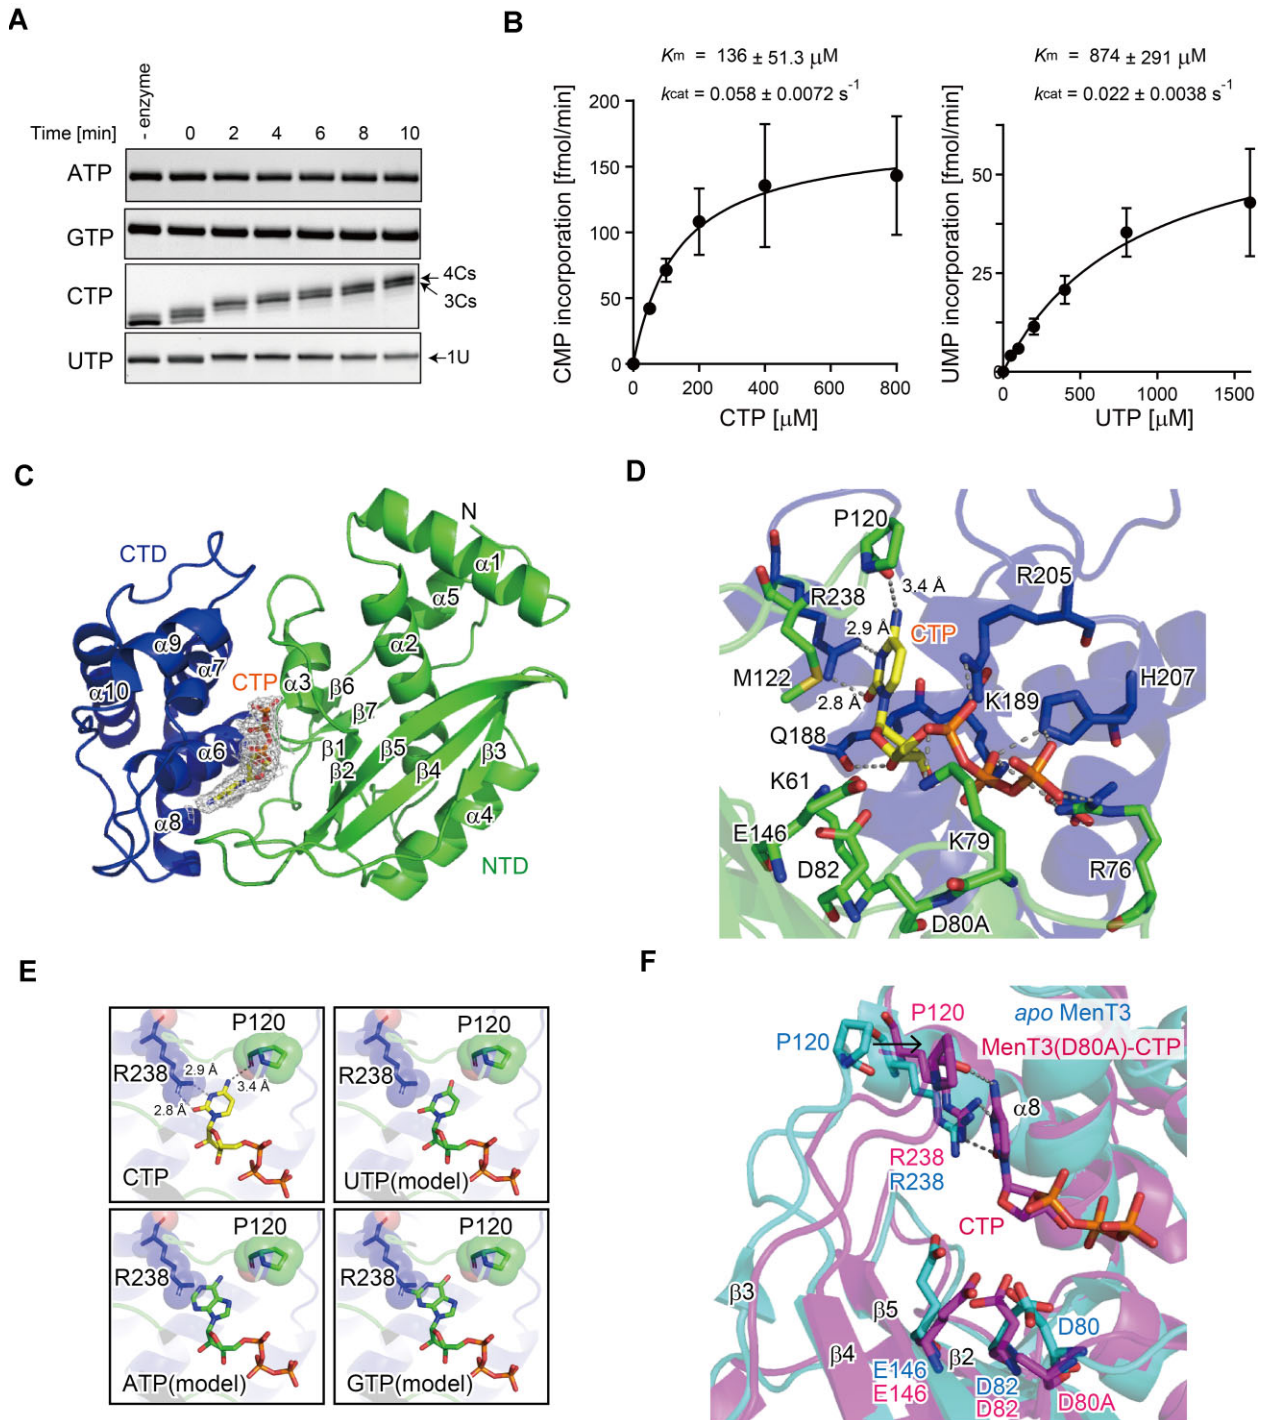 A
- enzyme
Time [min] 0 2 4 6 8 10
ATP
GTP
CTP
4Cs
3Cs
UTP
1U
B
Km = 136 ± 51.3 μM
kcat = 0.058 ± 0.0072 s-1
CMP incorporation [fmol/min]
200
150
100
50
0
0 200 400 600 800
CTP [μM]
Km = 874 ± 291 μM
kcat = 0.022 ± 0.0038 s-1
UMP incorporation [fmol/min]
50
25
0
0 500 1000 1500
UTP [μM]
C
N
CTD
α1
α5
α9
α7
α2
α10
CTP
α3
β6
β7
α6
β1
β5
β3
β2
β4
α8
α4
NTD
D
P120
3.4 Å
R205
R238
2.9 Å
CTP
M122
2.8 Å
K189
H207
Q188
K61
E146
K79
D82
R76
D80A
E
P120
R238
2.9 Å
3.4 Å
2.8 Å
CTP
P120
R238
UTP(model)
P120
R238
ATP(model)
P120
R238
GTP(model)
F
P120
apo MenT3
P120
MenT3(D80A)-CTP
α8
R238
R238
CTP
β3
β5
D80
β4
β2
E146
D82
E146
D82
D80A